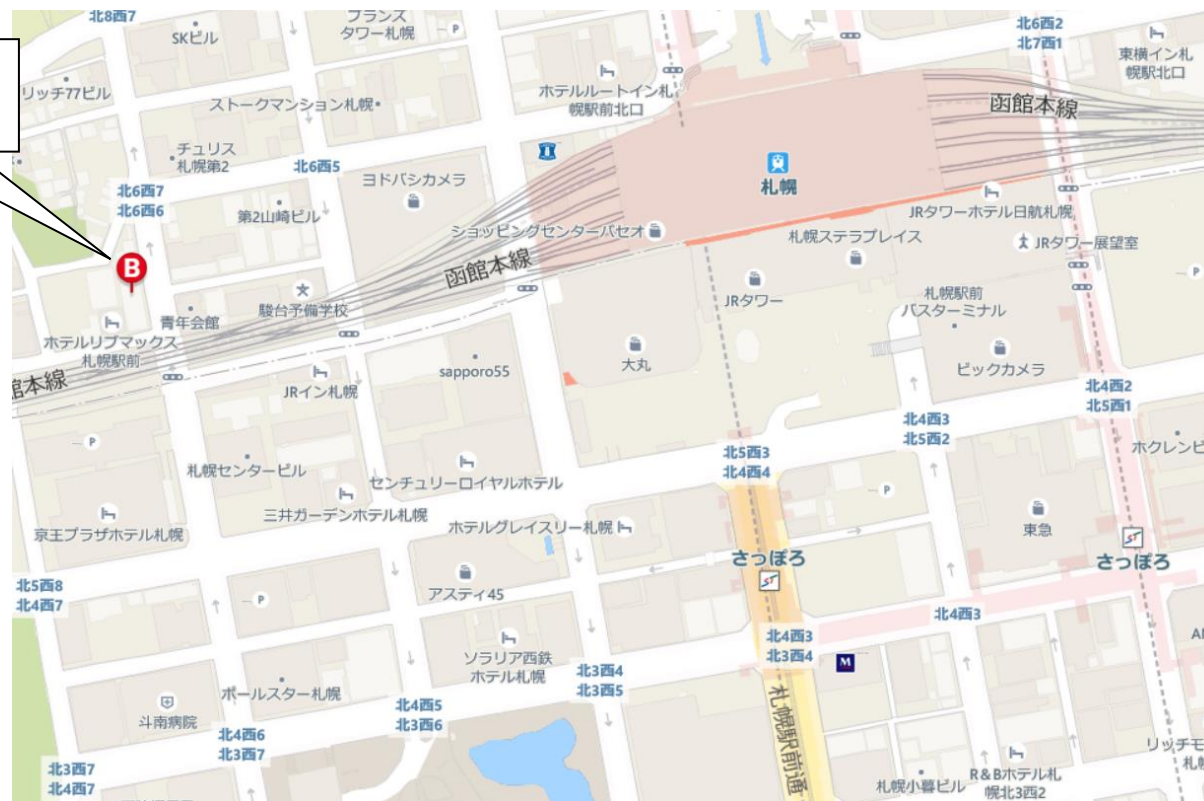 北8西7
SKビル
フランス
タワー札幌
P
北6西2
北7西1
東横イン札
幌駅北口
リッチ77ビル
ストークマンション札幌
ホテルルートイン札
幌駅前北口
函館本線
チュリス
札幌第2
北6西5
ヨドバシカメラ
札幌
北6西7
北6西6
第2山崎ビル
JRタワーホテル日航札幌
ショッピングセンターパセオ
札幌ステラプレイス
JRタワー展望室
B
函館本線
P
駿台予備学校
青年会館
JRタワー
札幌駅前
バスターミナル
ホテルリブマックス
札幌駅前
大丸
ビックカメラ
sapporo55
館本線
JRイン札幌
北4西2
北5西1
北4西3
北5西2
P
札幌センタービル
北5西3
北4西4
ホクレンビ
センチュリーロイヤルホテル
P
三井ガーデンホテル札幌
京王プラザホテル札幌
ホテルグレイスリー札幌
東急
さっぽろ
ST
さっぽろ
ST
北5西8
北4西7
P
アスティ45
北4西3
北4西3
北3西4
M
ソラリア西鉄
ホテル札幌
北3西4
北3西5
ポールスター札幌
斗南病院
北4西5
北3西6
北4西6
北3西7
札幌駅前通
リッチモ
札幌
北3西7
北4西7
札幌小暮ビル
R&Bホテル札
幌北3西2